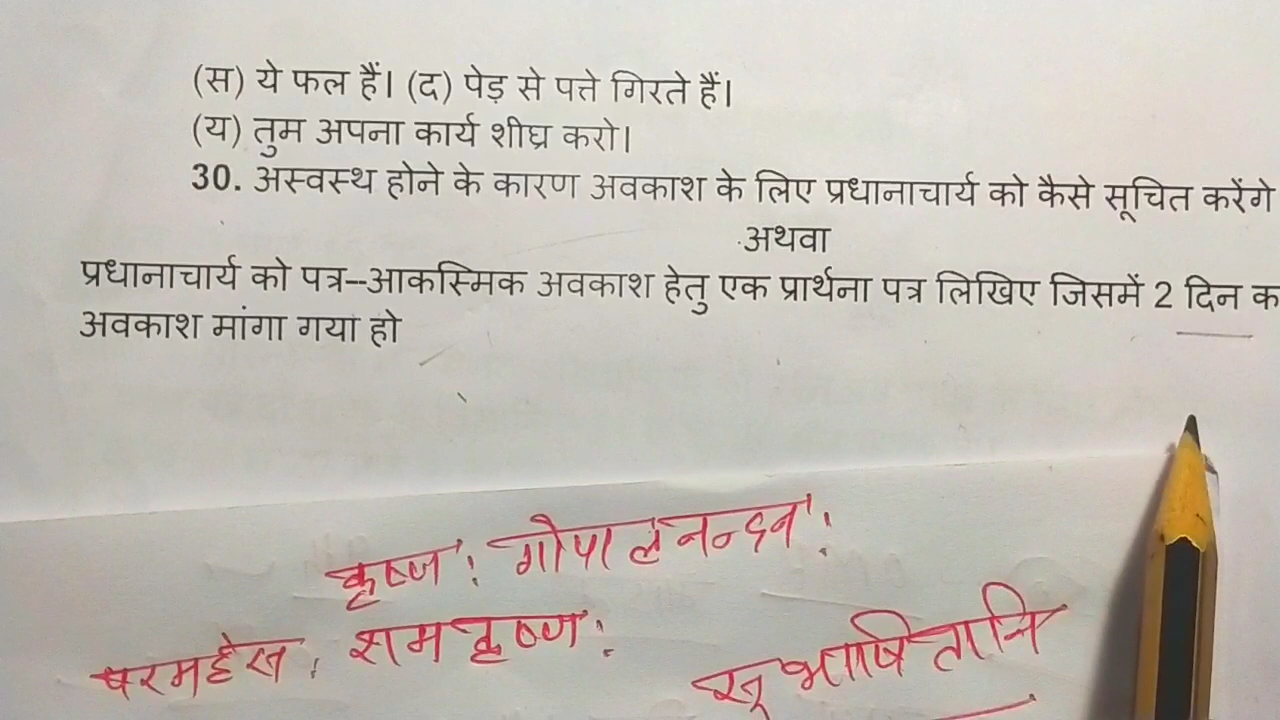 (स) ये फल हैं। (द) पेड़ से पत्ते गिरते हैं।
(य) तुम अपना कार्य शीघ्र करो।
30. अस्वस्थ होने के कारण अवकाश के लिए प्रधानाचार्य को कैसे सूचित करेंगे
अथवा
प्रधानाचार्य को पत्र--आकस्मिक अवकाश हेतु एक प्रार्थना पत्र लिखिए जिसमें 2 दिन क
अवकाश मांगा गया हो
कृष्ण: गोपालनन्दन:
परमहंस: रामकृष्ण:
सुभाषितानि